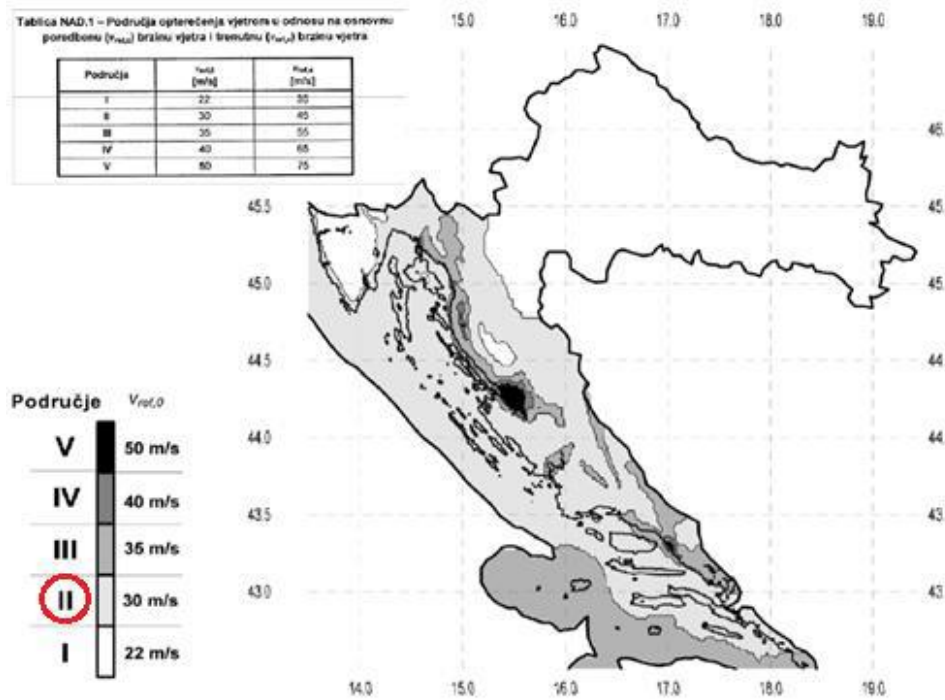 Tablica NAD.1 – Područja opterećenja vjetrom u odnosu na osnovnu
poredbenu (vref,0) brzinu vjetra i trenutnu brzinu vjetra
Područja vref,0 [m/s] [m/s]
I 22 35
II 30 45
III 35 55
IV 40 65
V 50 75
15.0 16.0 17.0 18.0 19.0
45.5
45.0
44.5
44.0
43.5
43.0
14.0 15.0 16.0 17.0 18.0 19.0
Područje vref,0
V 50 m/s
IV 40 m/s
III 35 m/s
II 30 m/s
I 22 m/s